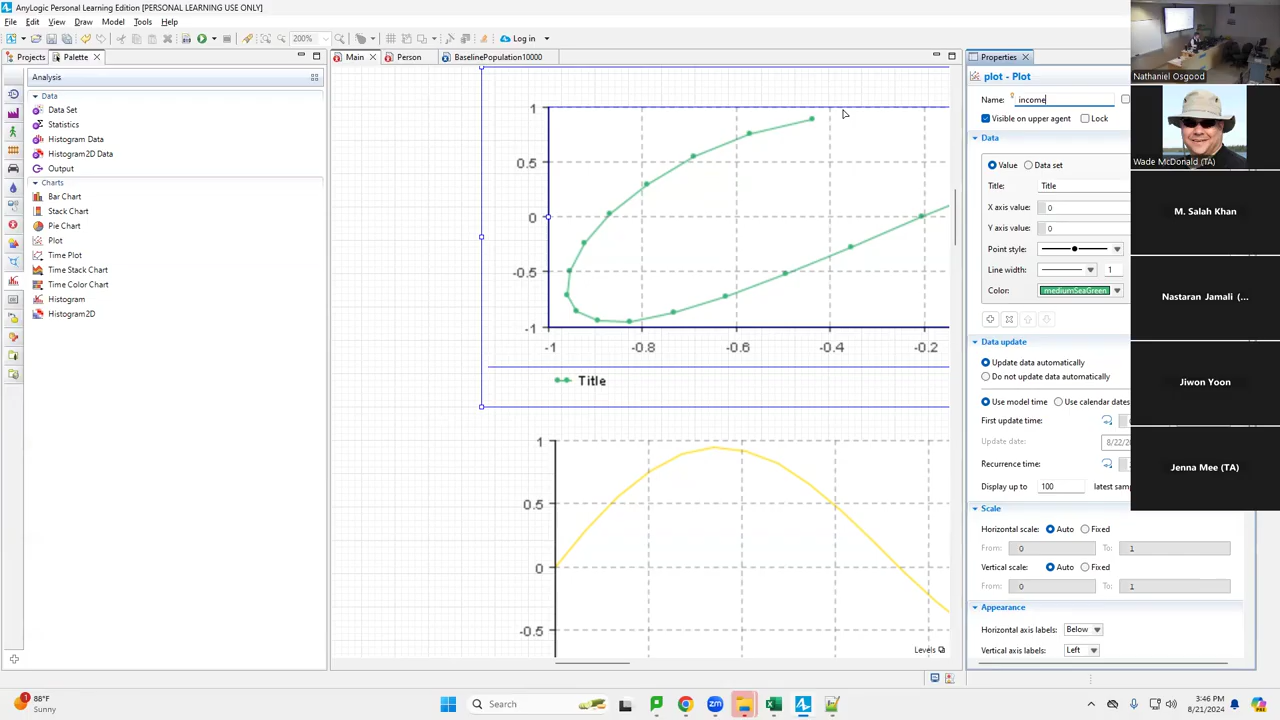 AnyLogic Personal Learning Edition [PERSONAL LEARNING USE ONLY]
File Edit View Draw Model Tools Help
200% Log in
Projects Palette
Main Person BaselinePopulation10000
Properties
Analysis
Data
Data Set
Statistics
Histogram Data
Histogram2D Data
Output
Charts
Bar Chart
Stack Chart
Pie Chart
Plot
Time Plot
Time Stack Chart
Time Color Chart
Histogram
Histogram2D
1
0.5
0
-0.5
-1
-1 -0.8 -0.6 -0.4 -0.2
Title
1
0.5
0
-0.5
Levels
plot - Plot
Name: income
Visible on upper agent Lock
Data
Value Data set
Title: Title
X axis value: 0
Y axis value: 0
Point style:
Line width: 1
Color: mediumSeaGreen
Data update
Update data automatically
Do not update data automatically
Use model time Use calendar dates
First update time:
Update date: 8/22/2
Recurrence time:
Display up to 100 latest samp
Scale
Horizontal scale: Auto Fixed
From: 0 To: 1
Vertical scale: Auto Fixed
From: 0 To: 1
Appearance
Horizontal axis labels: Below
Vertical axis labels: Left
Nathaniel Osgood
Wade McDonald (TA)
M. Salah Khan
Nastaran Jamali (...
Jiwon Yoon
Jenna Mee (TA)
1
88°F
Sunny
Search
3:46 PM
8/21/2024